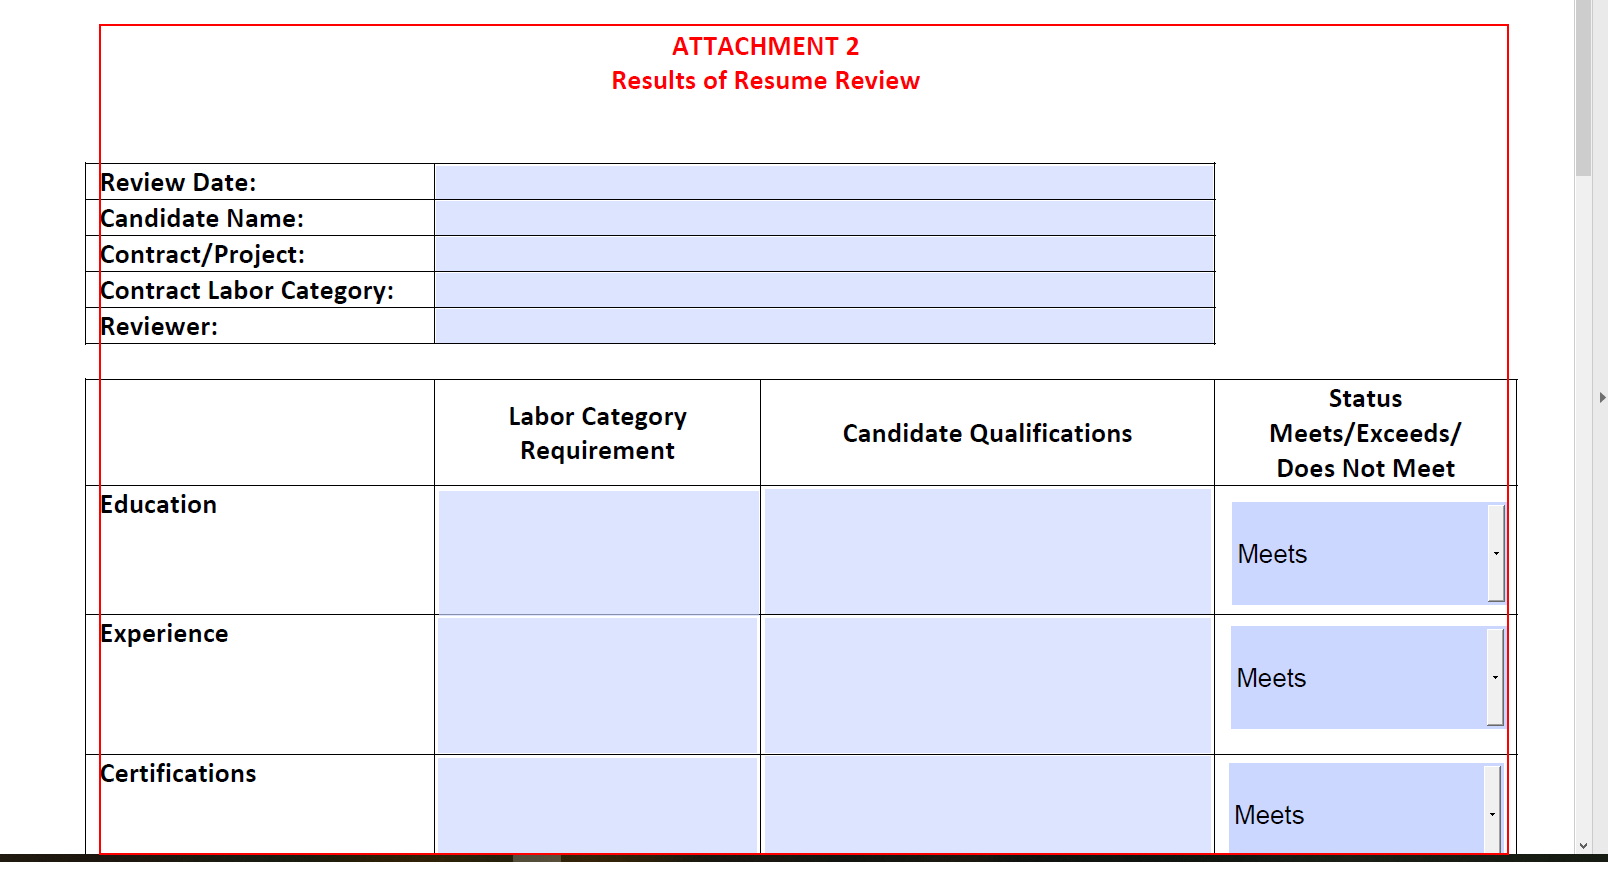 ATTACHMENT 2
Results of Resume Review
Review Date:
Candidate Name:
Contract/Project:
Contract Labor Category:
Reviewer:
Labor Category
Requirement
Candidate Qualifications
Status
Meets/Exceeds/
Does Not Meet
Education
Meets
Experience
Meets
Certifications
Meets